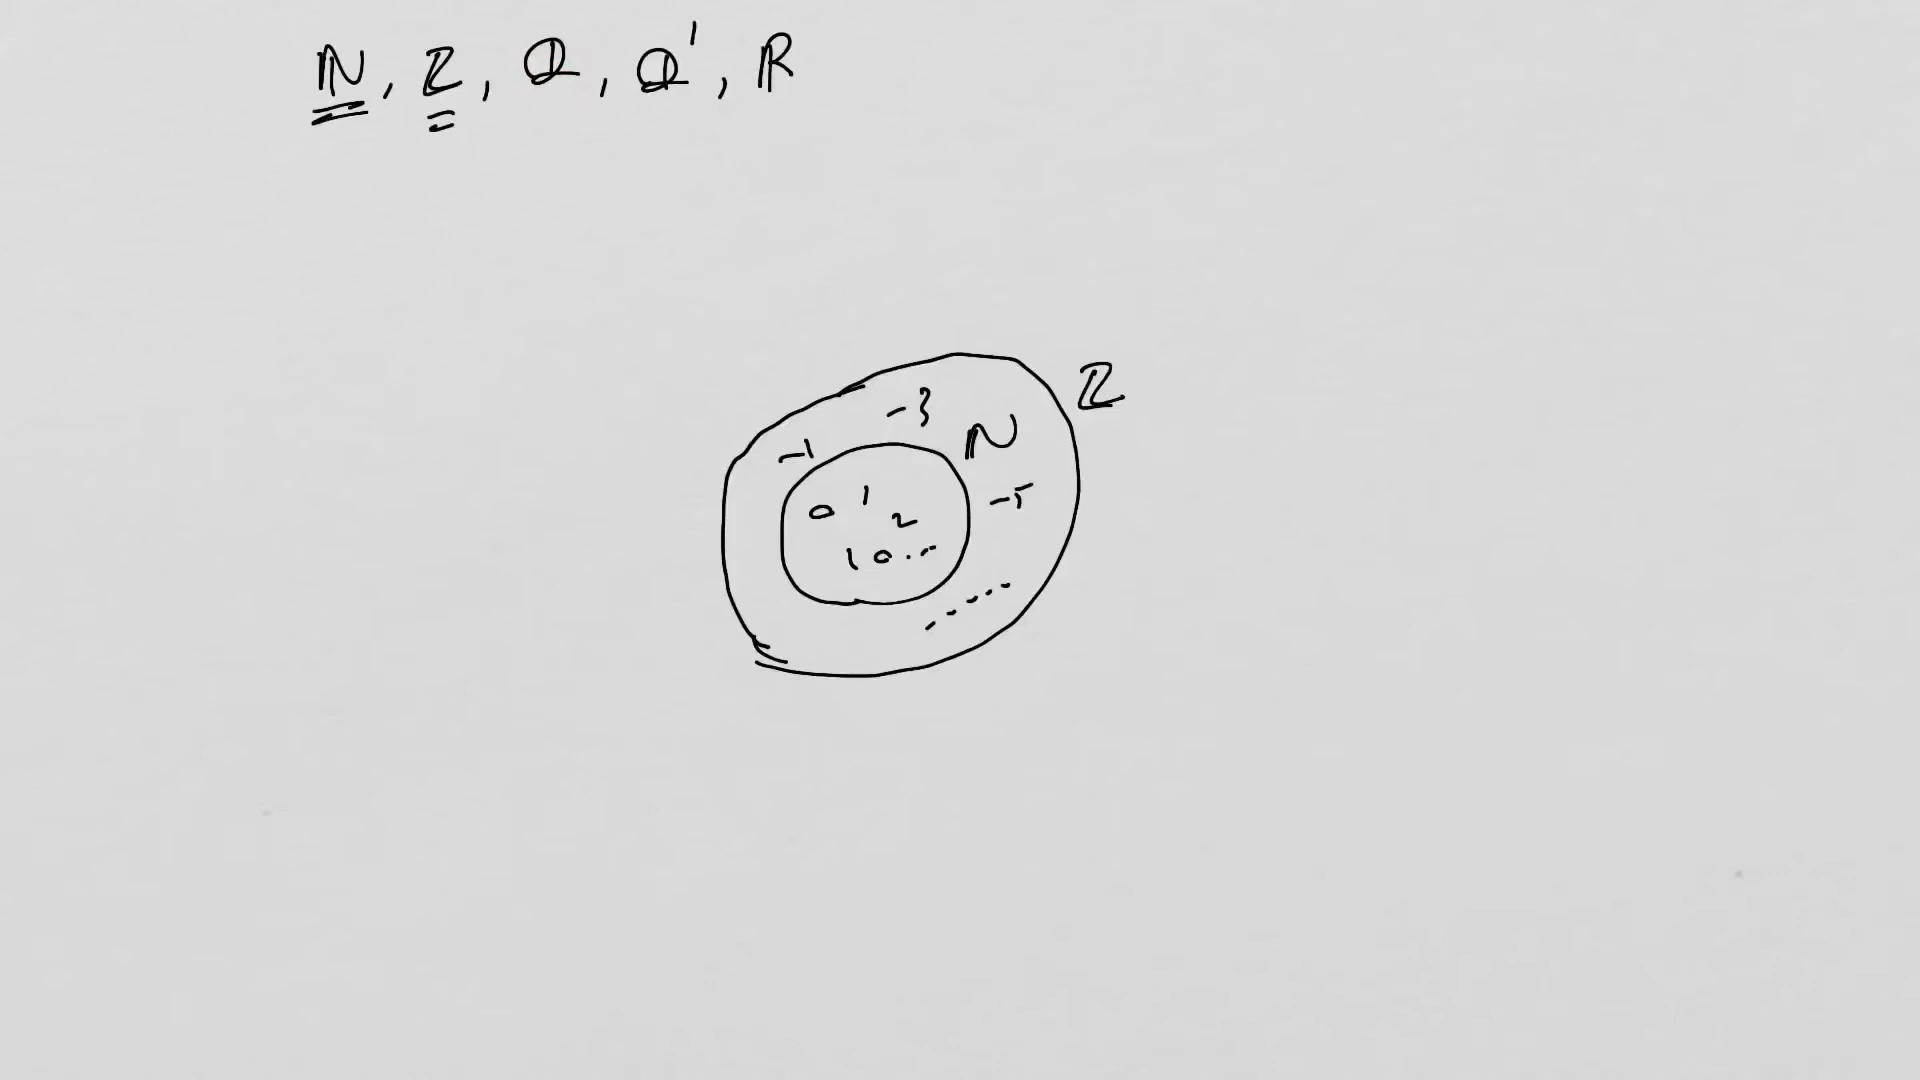 ℕ, ℤ, ℚ, ℚ', ℝ
ℤ
-3
ℕ
-1
0 1 2
-5
10...
.....